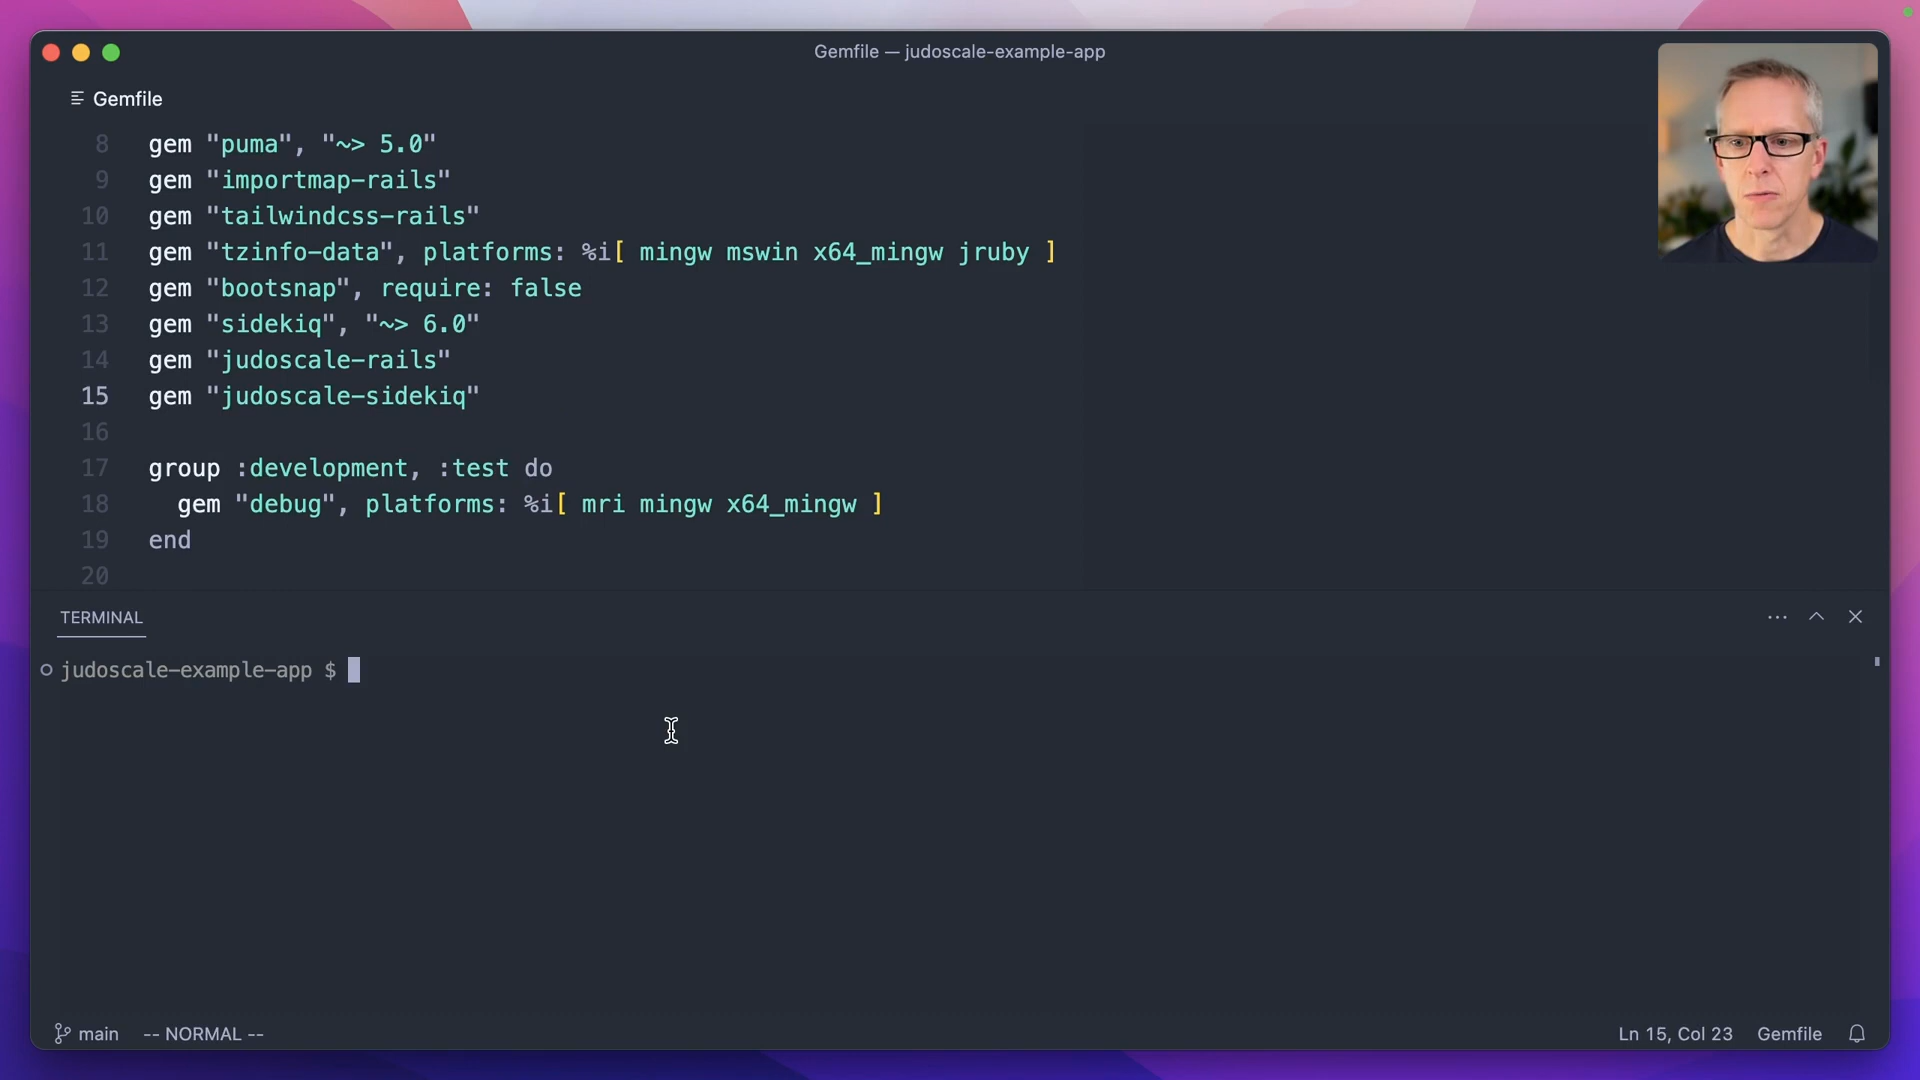 Gemfile — judoscale-example-app
Gemfile
8 gem "puma", "~> 5.0"
9 gem "importmap-rails"
10 gem "tailwindcss-rails"
11 gem "tzinfo-data", platforms: %i[ mingw mswin x64_mingw jruby ]
12 gem "bootsnap", require: false
13 gem "sidekiq", "~> 6.0"
14 gem "judoscale-rails"
15 gem "judoscale-sidekiq"
16
17 group :development, :test do
18 gem "debug", platforms: %i[ mri mingw x64_mingw ]
19 end
20
TERMINAL
judoscale-example-app $
main -- NORMAL -- Ln 15, Col 23 Gemfile